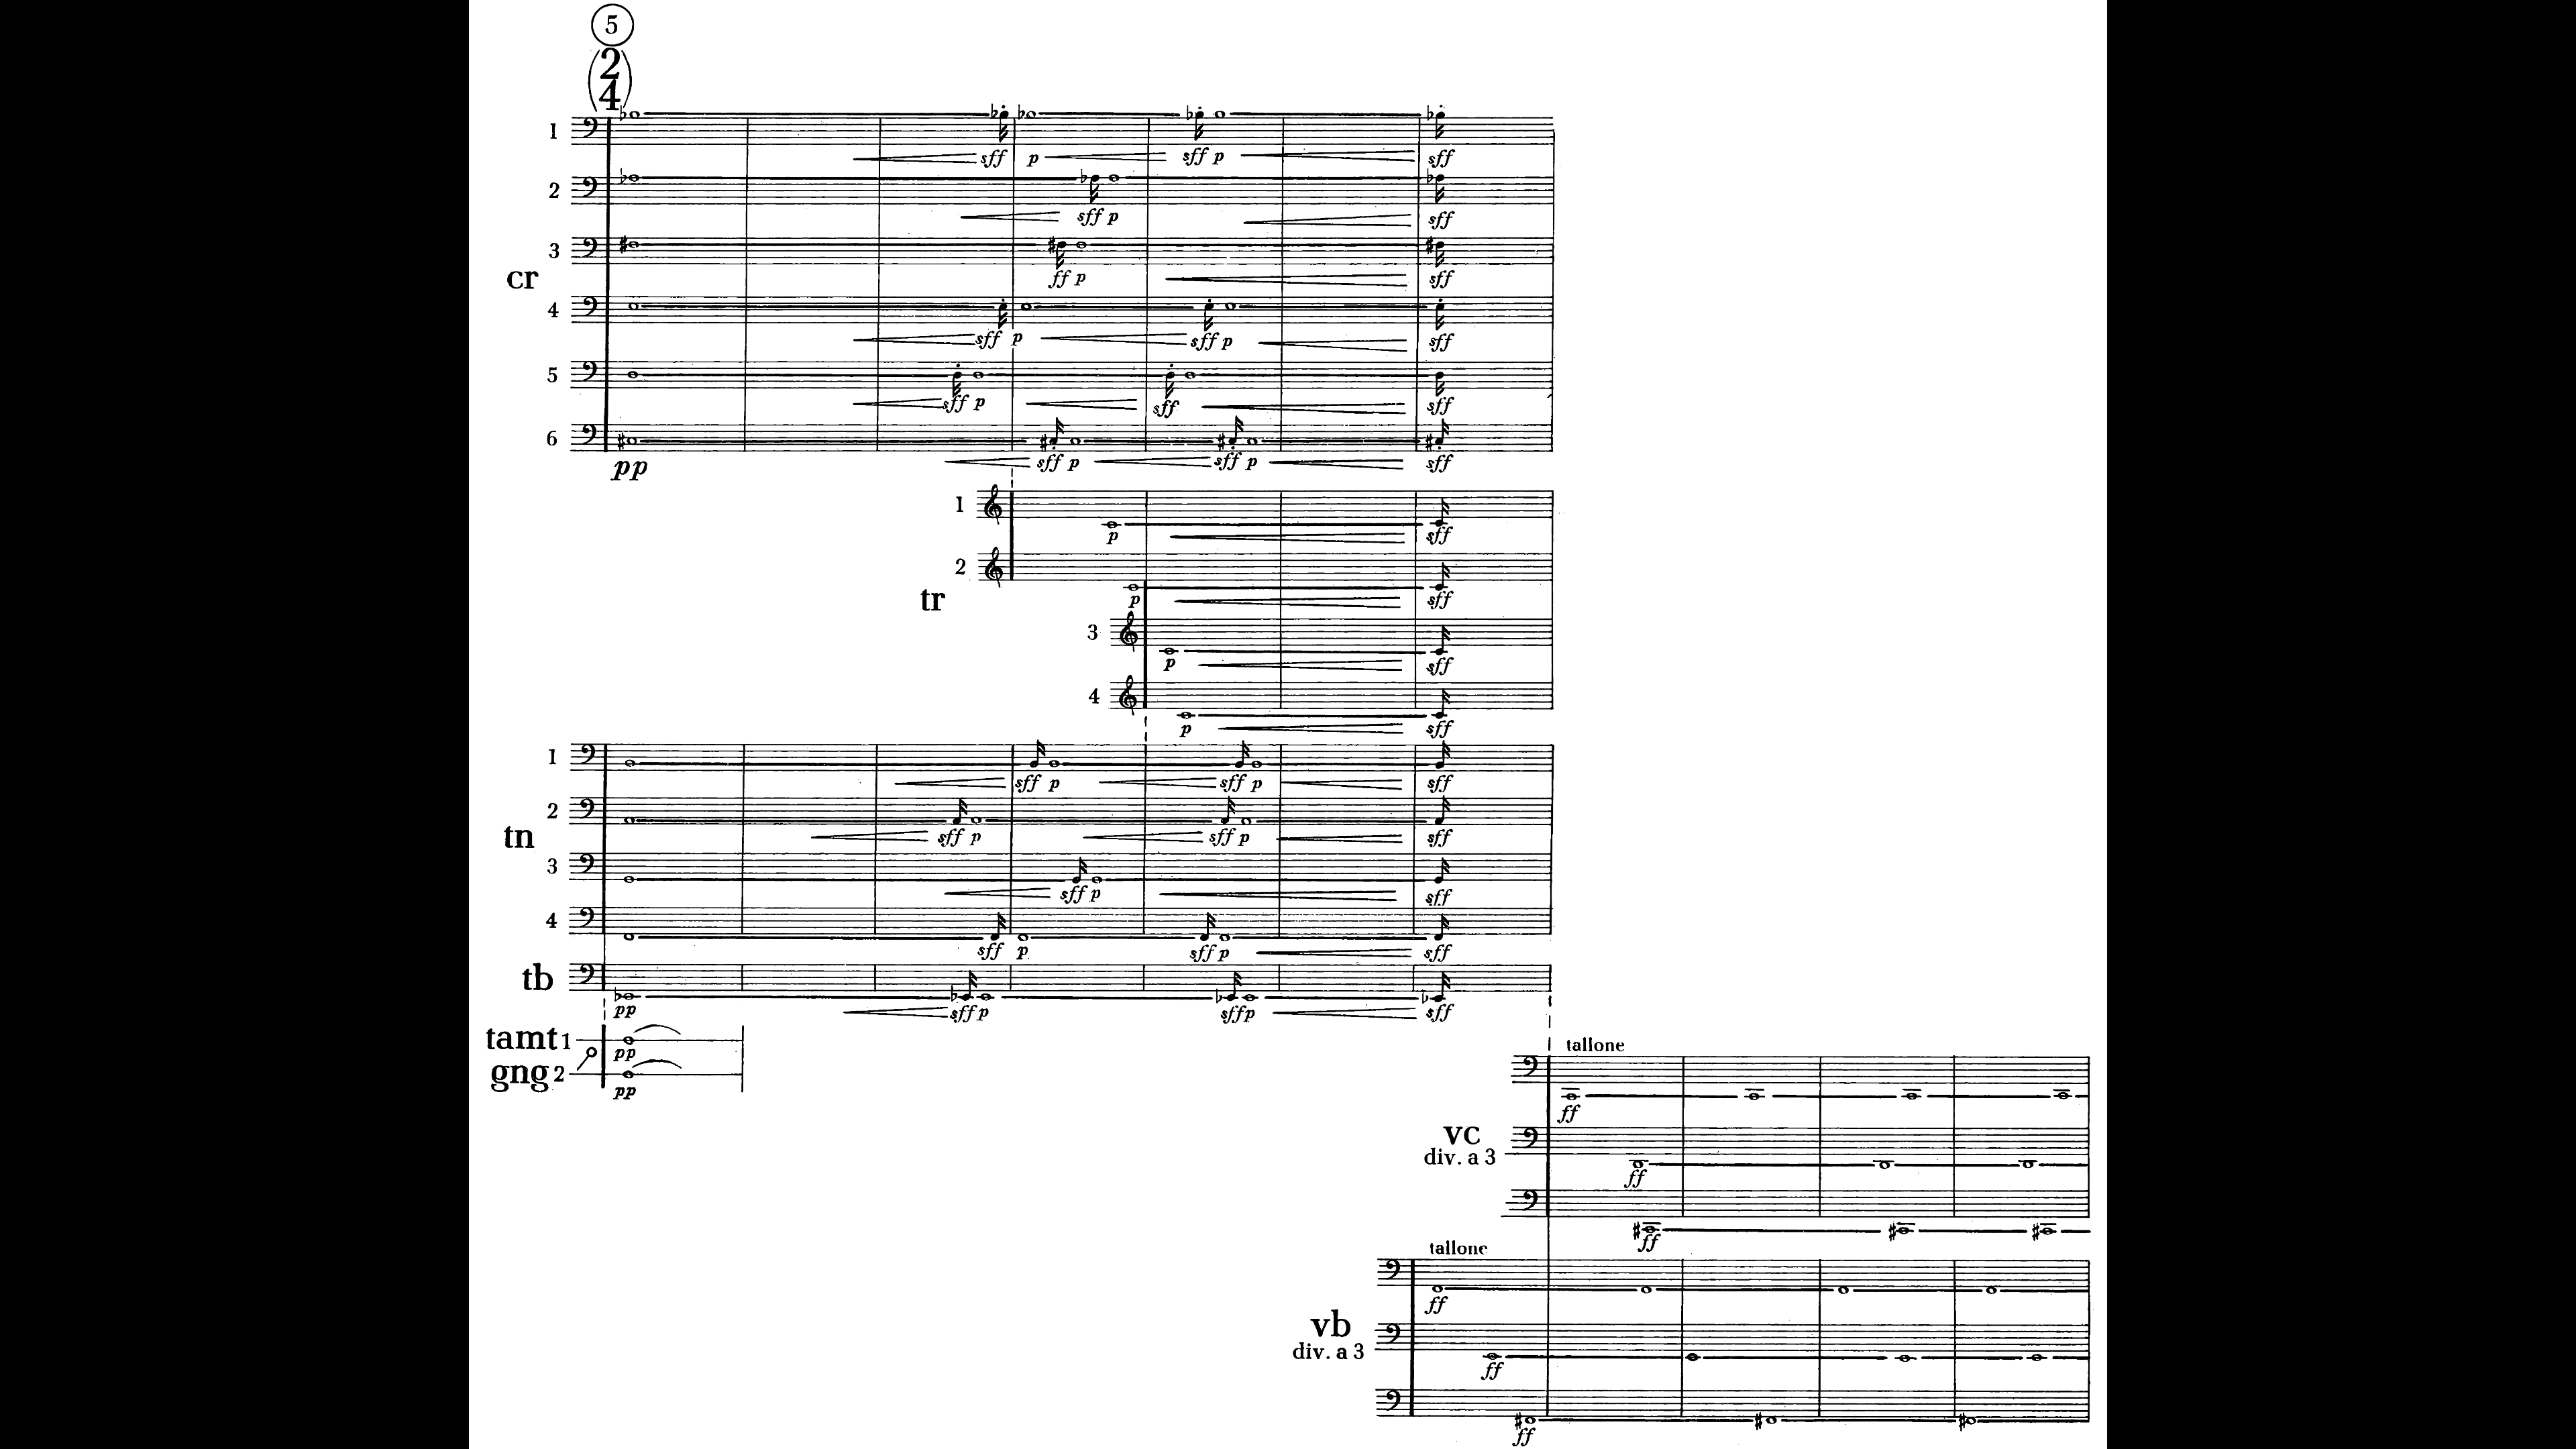 5
(2
4)
1
sff p sff p sff
2
sff p sff
3
ff p sff
cr
4
sff p sff p sff
5
sff p sff sff
6
pp sff p sff p sff
1
p sff
2
p sff
tr
3
p sff
4
p sff
1
sff p sff p sff
2
sff p sff p sff
tn
3
sff p sff
4
sff p sff p sff
tb
pp sff p sff p sff
tamt 1
pp
gng 2
pp
tallone
ff
vc
div. a 3
ff
ff
tallone
ff
vb
div. a 3
ff
ff